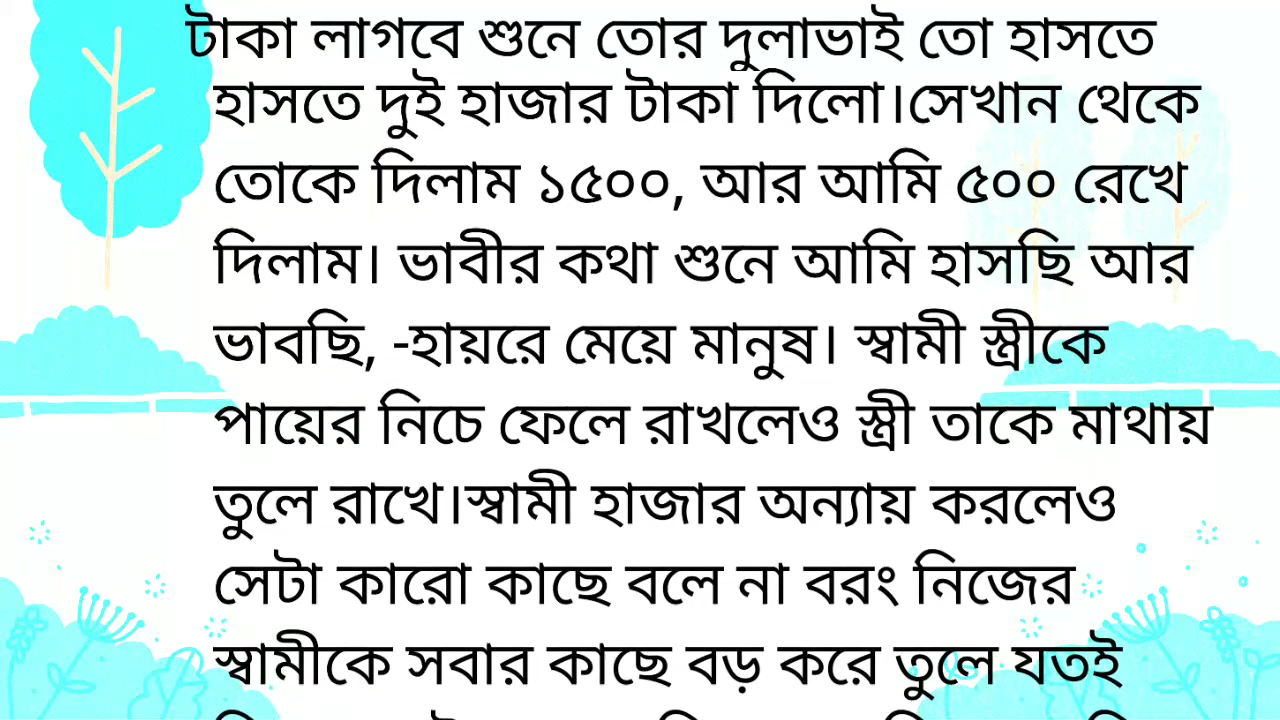 টাকা লাগবে শুনে তোর দুলাভাই তো হাসতে
হাসতে দুই হাজার টাকা দিলো।সেখান থেকে
তোকে দিলাম ১৫০০, আর আমি ৫০০ রেখে
দিলাম। ভাবীর কথা শুনে আমি হাসছি আর
ভাবছি, -হায়রে মেয়ে মানুষ। স্বামী স্ত্রীকে
পায়ের নিচে ফেলে রাখলেও স্ত্রী তাকে মাথায়
তুলে রাখে।স্বামী হাজার অন্যায় করলেও
সেটা কারো কাছে বলে না বরং নিজের
স্বামীকে সবার কাছে বড় করে তুলে যতই